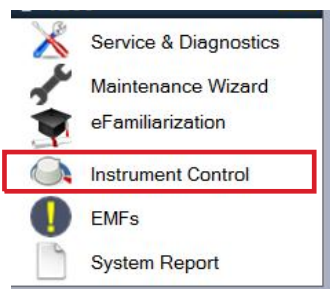 Service & Diagnostics
Maintenance Wizard
eFamiliarization
Instrument Control
EMFs
System Report